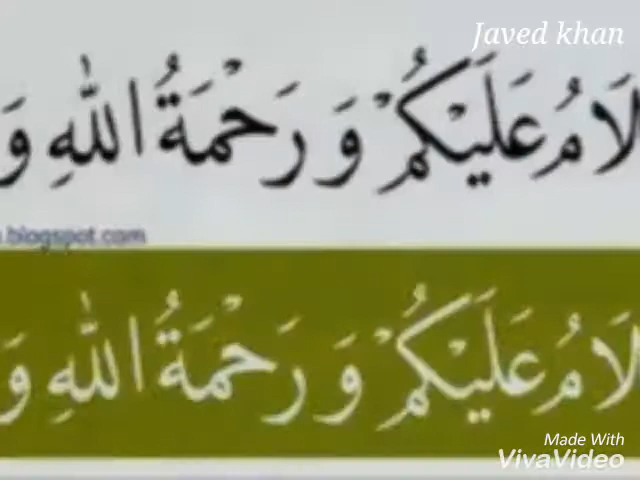 Javed khan
لَامُ عَلَيْكُمْ وَرَحْمَةُ اللّٰهِ وَ
.blogspot.com
لَامُ عَلَيْكُمْ وَرَحْمَةُ اللّٰهِ وَ
Made With
VivaVideo